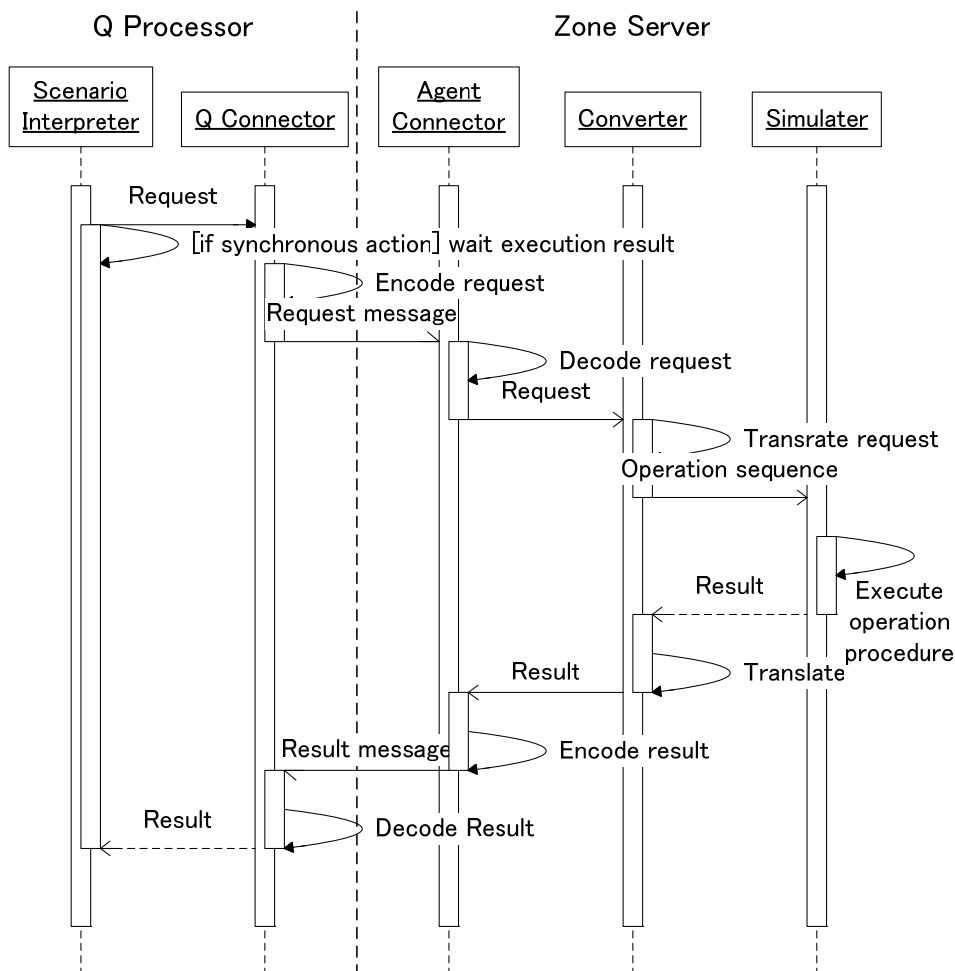 Q Processor
Zone Server
Scenario
Interpreter
Q Connector
Agent
Connector
Converter
Simulater
Request
[if synchronous action] wait execution result
Encode request
Request message
Decode request
Request
Transrate request
Operation sequence
Execute
operation
procedure
Result
Translate
Result
Encode result
Result message
Decode Result
Result